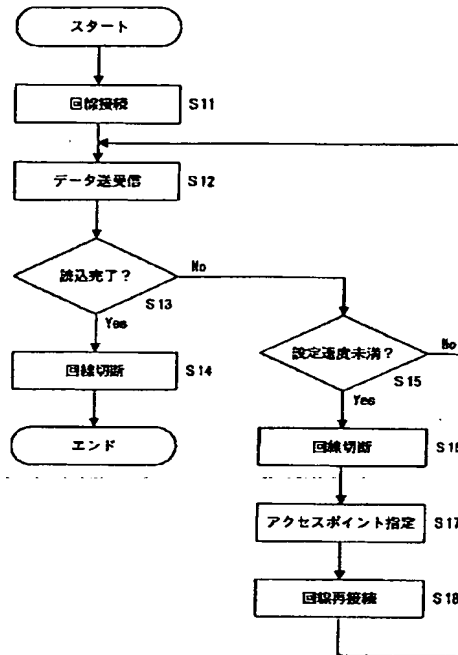 スタート
回線接続 S11
データ送受信 S12
読込完了? No
S13
Yes
設定速度未満? No
S15
Yes
回線切断 S14
エンド
回線切断 S16
アクセスポイント指定 S17
回線再接続 S18